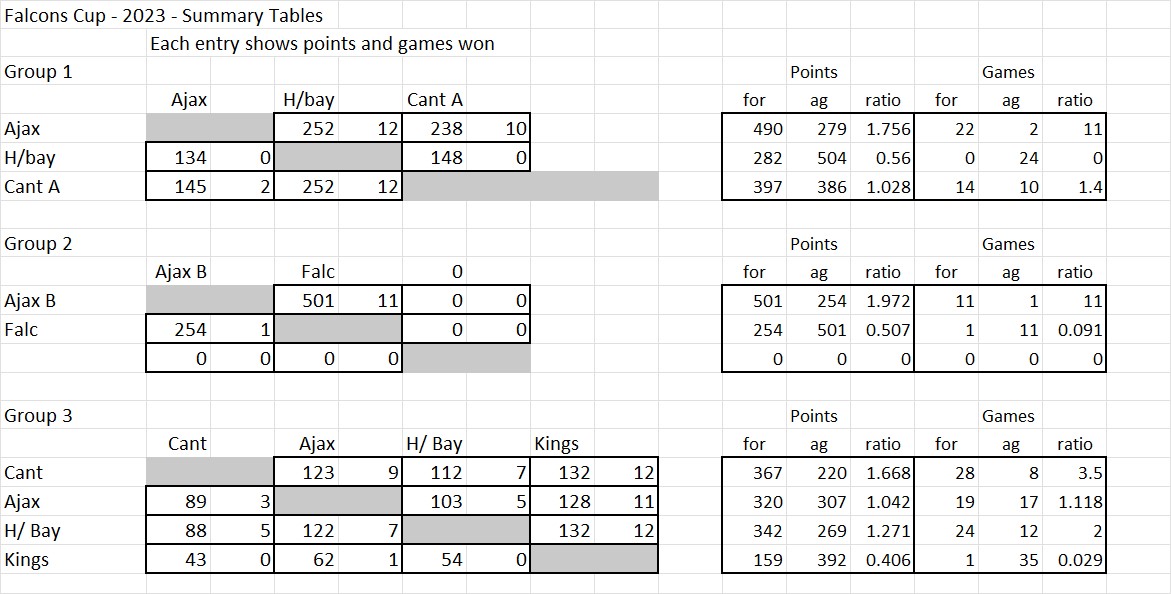 Falcons Cup - 2023 - Summary Tables
Each entry shows points and games won
Group 1 Points Games
Ajax H/bay Cant A for ag ratio for ag ratio
Ajax 252 12 238 10 490 279 1.756 22 2 11
H/bay 134 0 148 0 282 504 0.56 0 24 0
Cant A 145 2 252 12 397 386 1.028 14 10 1.4
Group 2 Points Games
Ajax B Falc 0 for ag ratio for ag ratio
Ajax B 501 11 0 0 501 254 1.972 11 1 11
Falc 254 1 0 0 254 501 0.507 1 11 0.091
0 0 0 0 0 0 0 0 0 0
Group 3 Points Games
Cant Ajax H/ Bay Kings for ag ratio for ag ratio
Cant 123 9 112 7 132 12 367 220 1.668 28 8 3.5
Ajax 89 3 103 5 128 11 320 307 1.042 19 17 1.118
H/ Bay 88 5 122 7 132 12 342 269 1.271 24 12 2
Kings 43 0 62 1 54 0 159 392 0.406 1 35 0.029